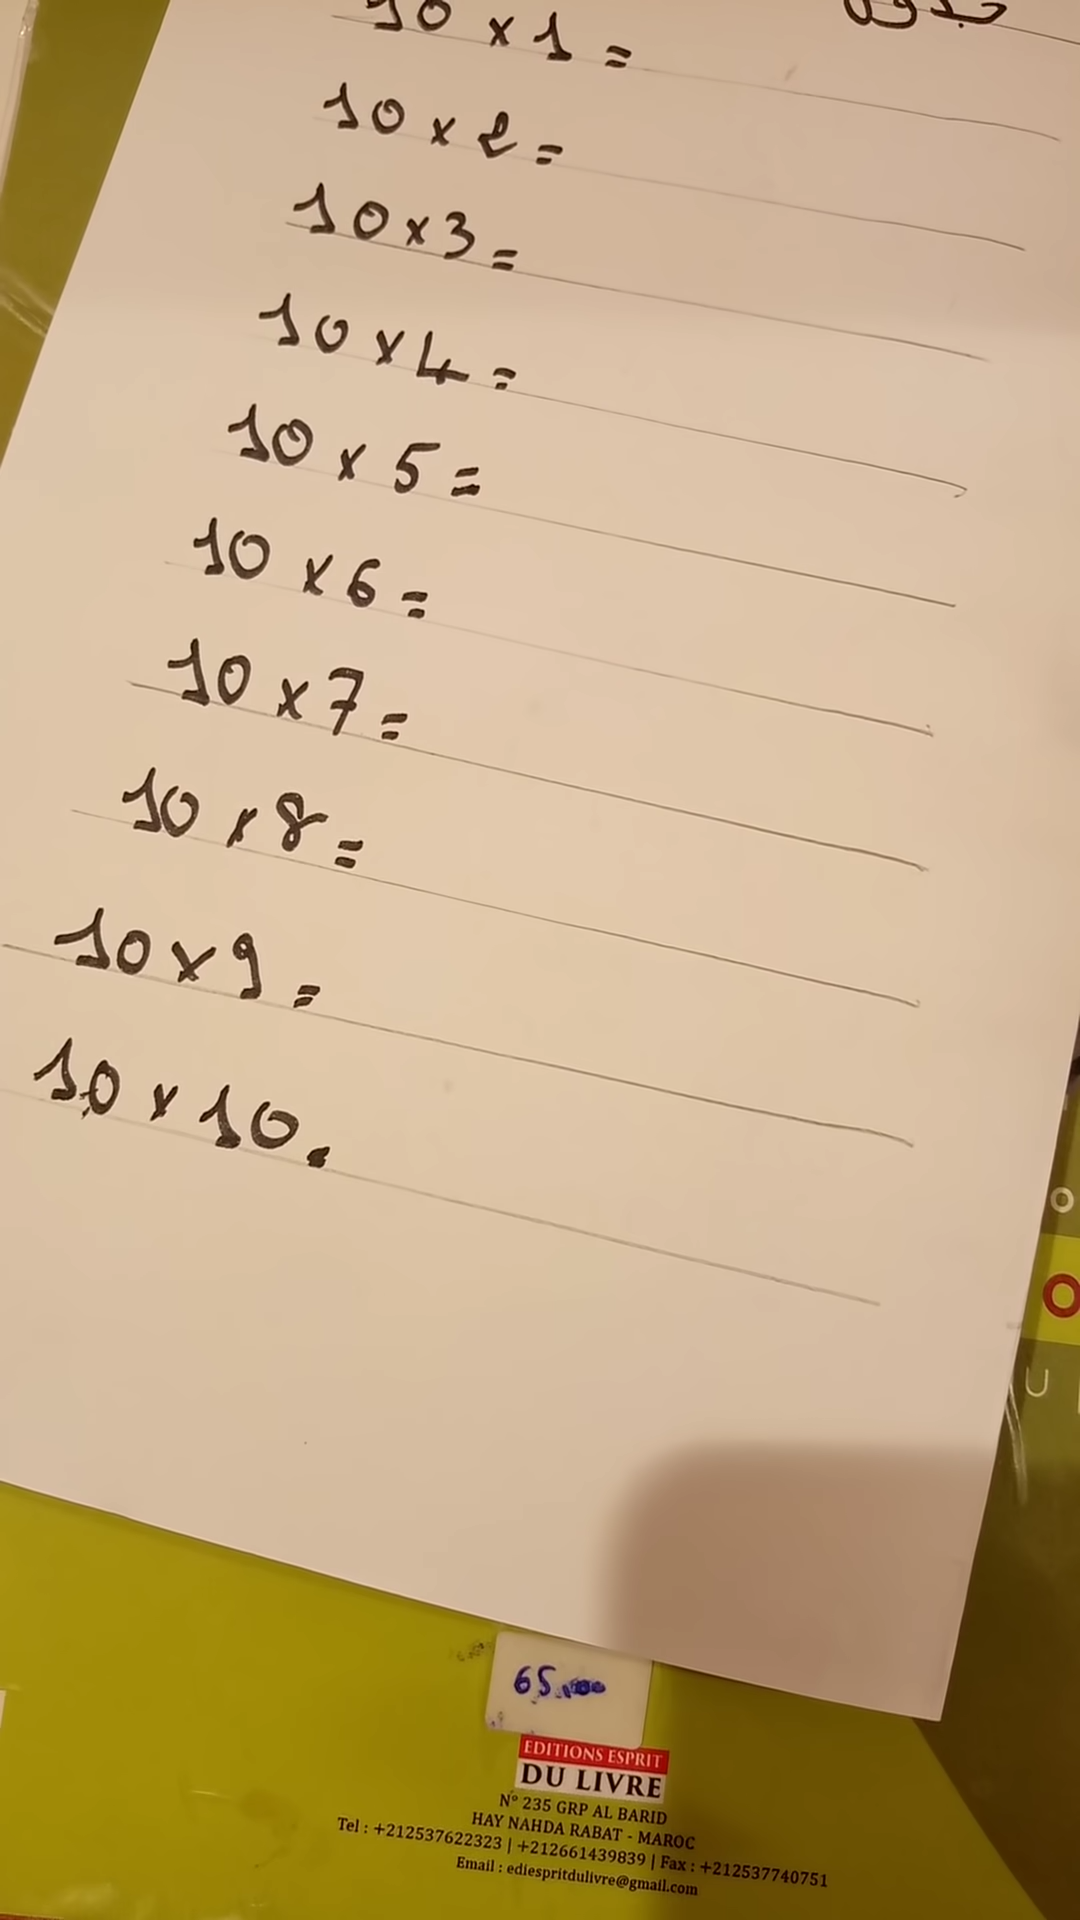 جدول
10 x 1 =
10 x 2 =
10 x 3 =
10 x 4 =
10 x 5 =
10 x 6 =
10 x 7 =
10 x 8 =
10 x 9 =
10 x 10 .
65.
EDITIONS ESPRIT
DU LIVRE
N° 235 GRP AL BARID
HAY NAHDA RABAT - MAROC
Tel : +212537622323 | +212661439839 | Fax : +212537740751
Email : ediespritdulivre@gmail.com
O
O
U